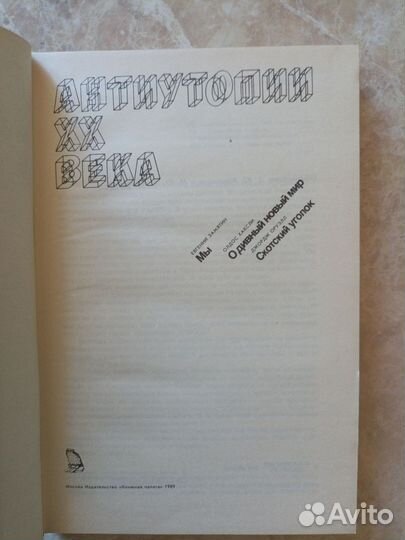 АНТИУТОПИИ
XX
ВЕКА
ЕВГЕНИЙ ЗАМЯТИН
Мы
ОЛДОС ХАКСЛИ
О дивный новый мир
ДЖОРДЖ ОРУЭЛЛ
Скотский уголок
Москва Издательство «Книжная палата» 1989
Avito